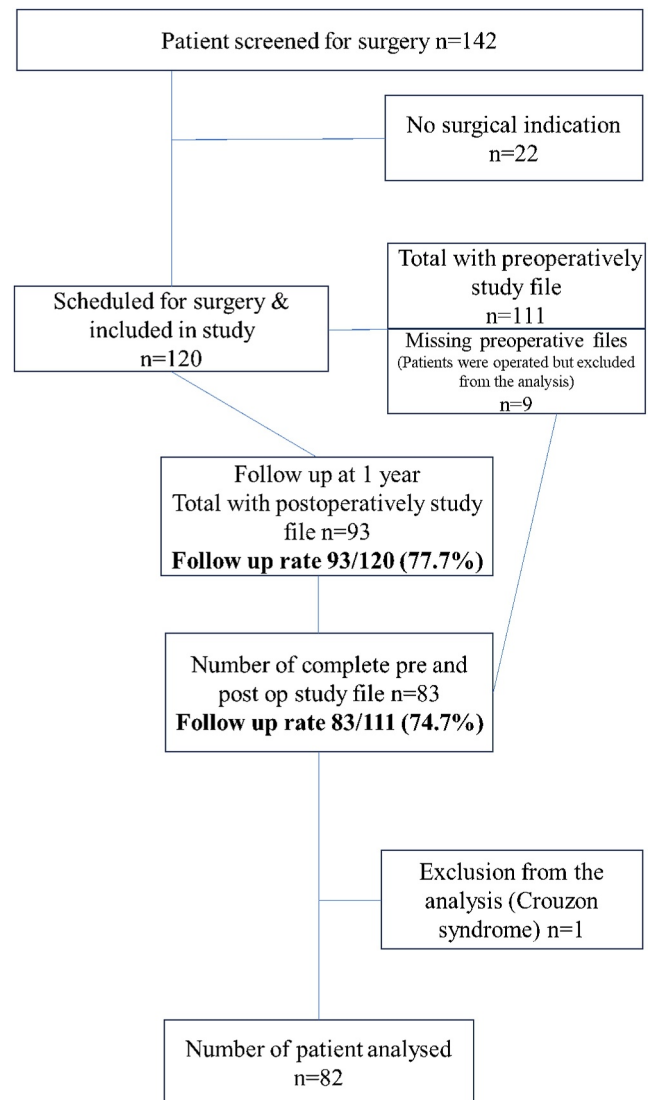 Patient screened for surgery n=142
No surgical indication
n=22
Total with preoperatively
study file
n=111
Scheduled for surgery &
included in study
n=120
Missing preoperative files
(Patients were operated but excluded
from the analysis)
n=9
Follow up at 1 year
Total with postoperatively study
file n=93
Follow up rate 93/120 (77.7%)
Number of complete pre and
post op study file n=83
Follow up rate 83/111 (74.7%)
Exclusion from the
analysis (Crouzon
syndrome) n=1
Number of patient analysed
n=82